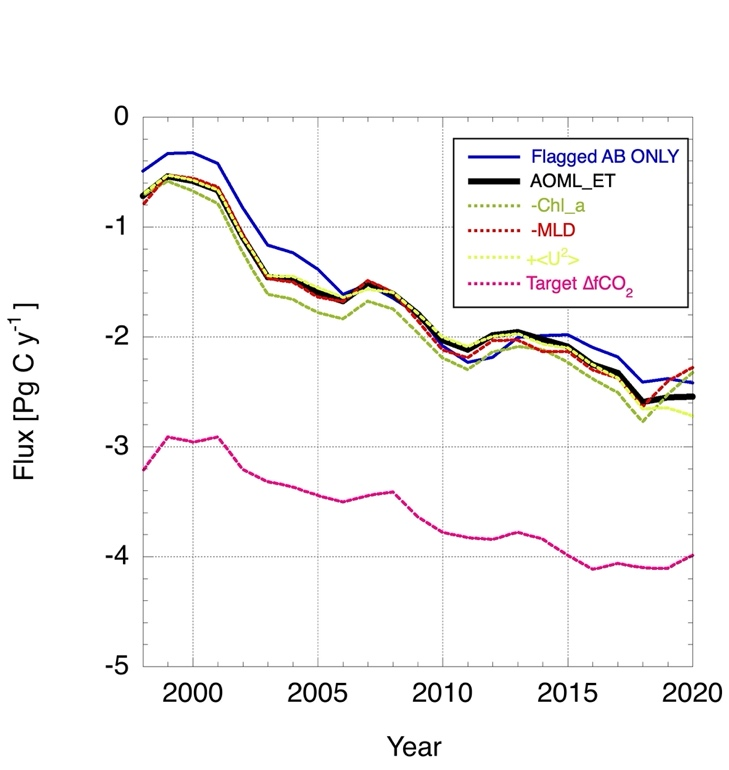 0
-1
-2
-3
-4
-5
Flux [Pg C y⁻¹]
Flagged AB ONLY
AOML_ET
-Chl_a
-MLD
+<U²>
Target ΔfCO₂
2000 2005 2010 2015 2020
Year